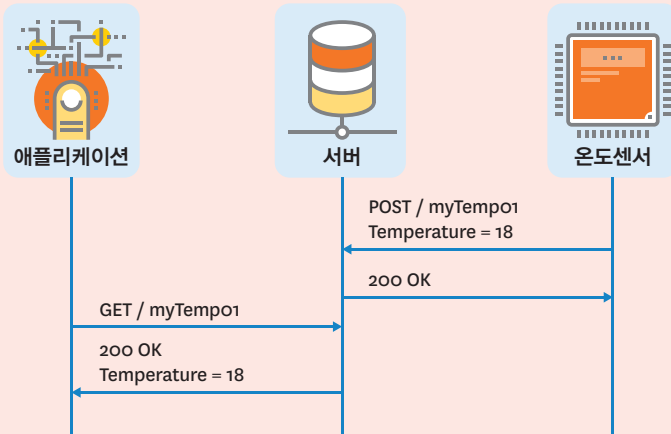 애플리케이션
서버
온도센서
POST / myTemp01
Temperature = 18
200 OK
GET / myTemp01
200 OK
Temperature = 18